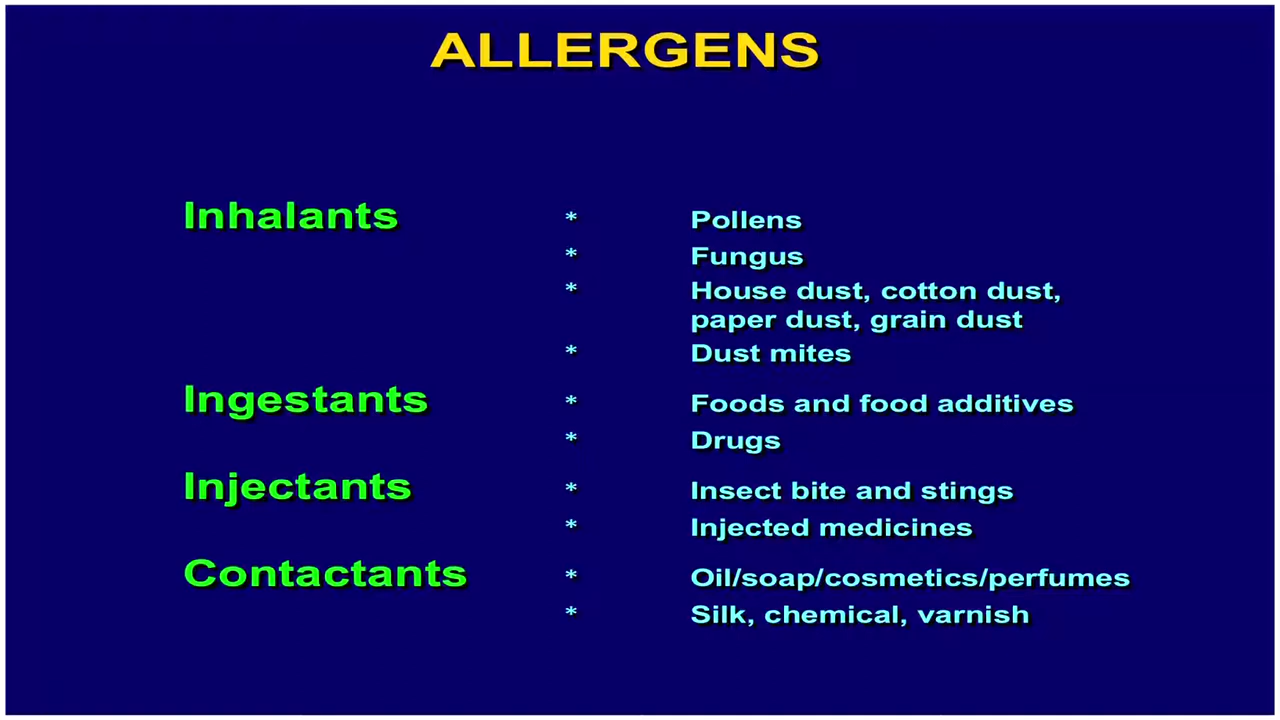 ALLERGENS
Inhalants * Pollens
* Fungus
* House dust, cotton dust,
paper dust, grain dust
* Dust mites
Ingestants * Foods and food additives
* Drugs
Injectants * Insect bite and stings
* Injected medicines
Contactants * Oil/soap/cosmetics/perfumes
* Silk, chemical, varnish